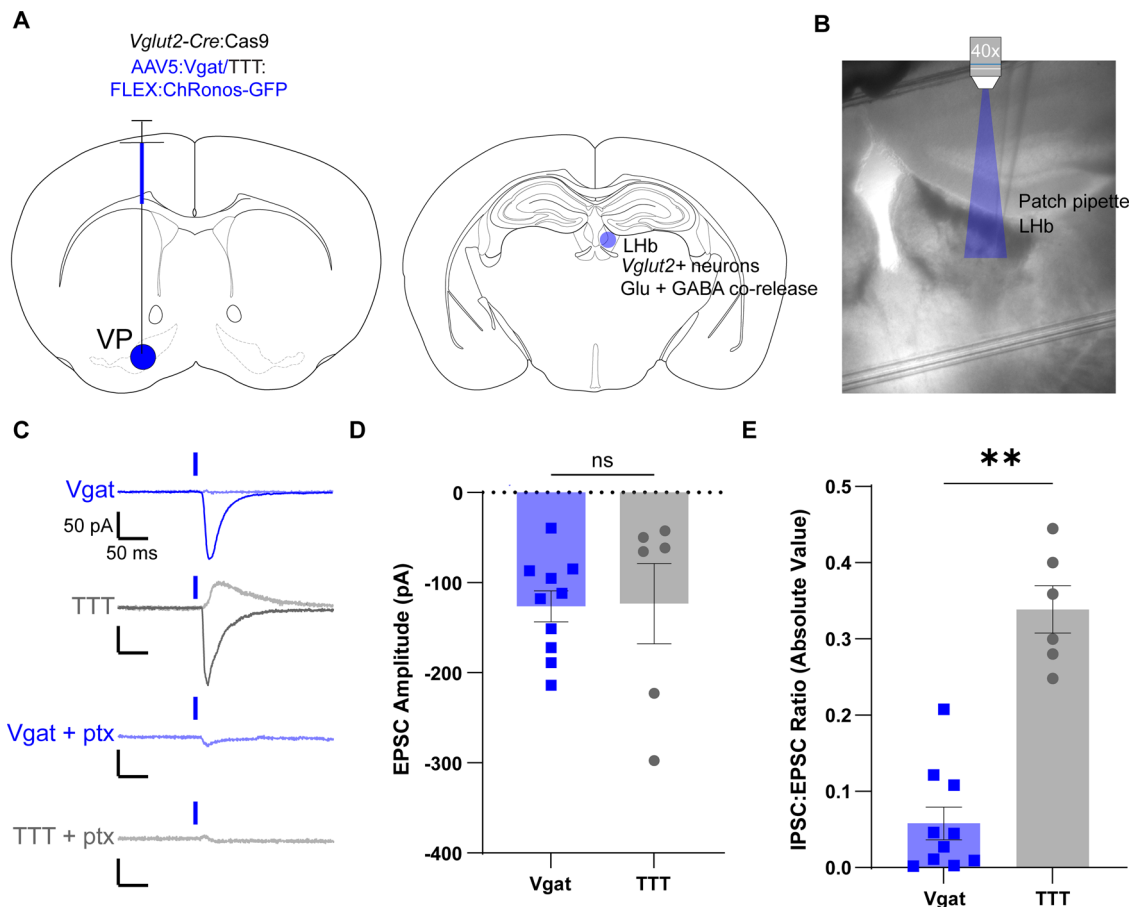 A
Vglut2-Cre:Cas9
AAV5:Vgat/TTT:
FLEX:ChRonos-GFP
VP
LHb
Vglut2+ neurons
Glu + GABA co-release
B
40x
Patch pipette
LHb
C
Vgat
50 pA
50 ms
TTT
Vgat + ptx
TTT + ptx
D
ns
0
-100
-200
-300
-400
EPSC Amplitude (pA)
Vgat
TTT
E
**
0.5
0.4
0.3
0.2
0.1
0.0
IPSC:EPSC Ratio (Absolute Value)
Vgat
TTT